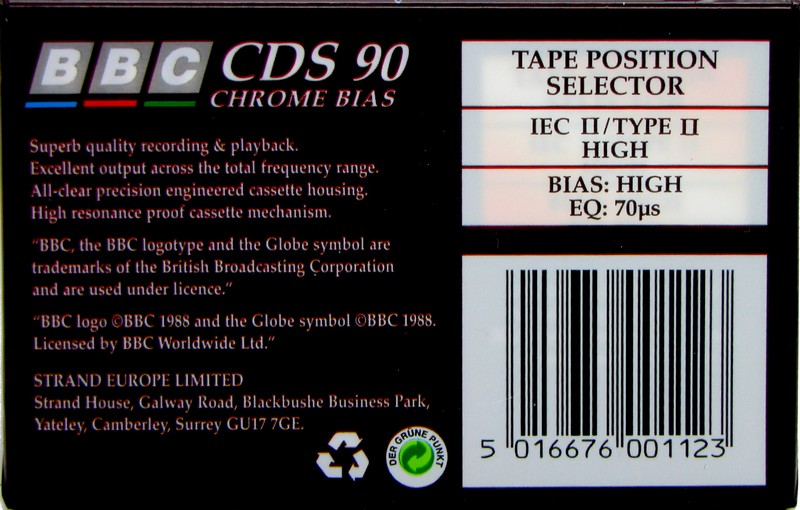 BBC CDS 90
CHROME BIAS
Superb quality recording & playback.
Excellent output across the total frequency range.
All-clear precision engineered cassette housing.
High resonance proof cassette mechanism.
“BBC, the BBC logotype and the Globe symbol are
trademarks of the British Broadcasting Corporation
and are used under licence.”
“BBC logo ©BBC 1988 and the Globe symbol ©BBC 1988.
Licensed by BBC Worldwide Ltd.”
STRAND EUROPE LIMITED
Strand House, Galway Road, Blackbushe Business Park,
Yateley, Camberley, Surrey GU17 7GE.
DER GRÜNE PUNKT
TAPE POSITION
SELECTOR
IEC II/TYPE II
HIGH
BIAS: HIGH
EQ: 70µs
5 016676 001123